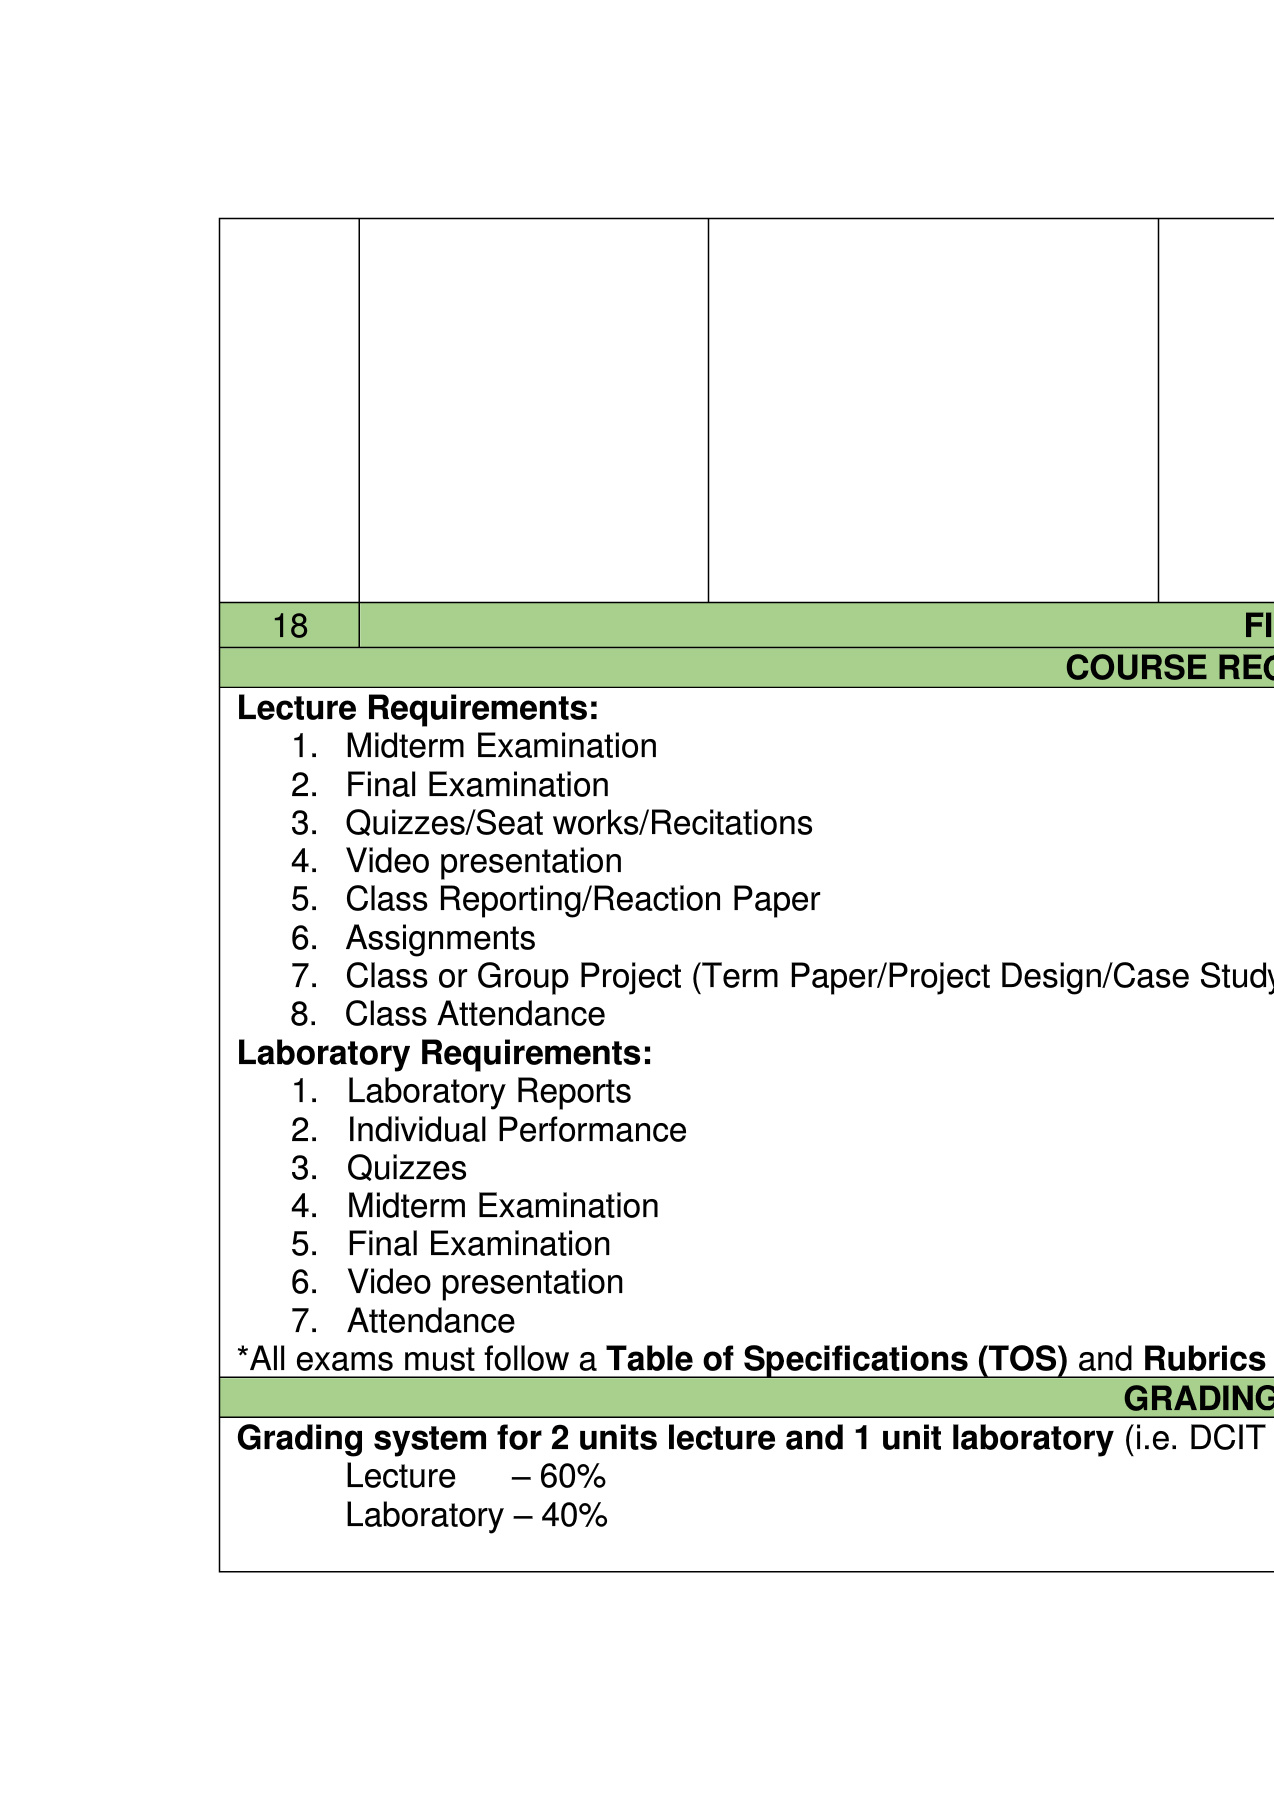 18 FI
COURSE REQ
Lecture Requirements:
1. Midterm Examination
2. Final Examination
3. Quizzes/Seat works/Recitations
4. Video presentation
5. Class Reporting/Reaction Paper
6. Assignments
7. Class or Group Project (Term Paper/Project Design/Case Study
8. Class Attendance
Laboratory Requirements:
1. Laboratory Reports
2. Individual Performance
3. Quizzes
4. Midterm Examination
5. Final Examination
6. Video presentation
7. Attendance
*All exams must follow a Table of Specifications (TOS) and Rubrics
GRADING
Grading system for 2 units lecture and 1 unit laboratory (i.e. DCIT
Lecture – 60%
Laboratory – 40%